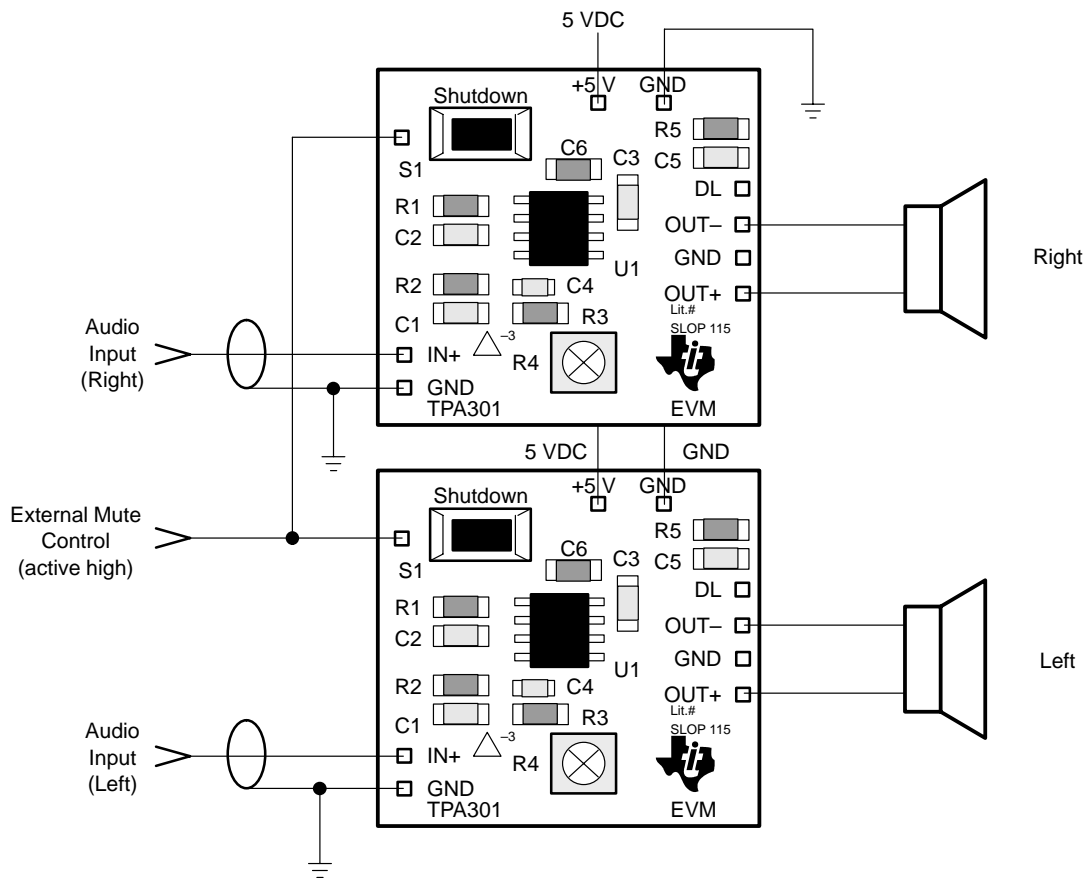 5 VDC
+5 V
GND
Shutdown
S1
C6
C3
R5
C5
DL
R1
C2
OUT–
GND
U1
R2
C1
C4
R3
OUT+
Lit.#
SLOP 115
Right
Audio
Input
(Right)
IN+
–3
R4
GND
TPA301
EVM
5 VDC
GND
+5 V
GND
Shutdown
External Mute
Control
(active high)
S1
C6
C3
R5
C5
DL
R1
C2
OUT–
GND
U1
Left
R2
C1
C4
R3
OUT+
Lit.#
SLOP 115
Audio
Input
(Left)
IN+
–3
R4
GND
TPA301
EVM